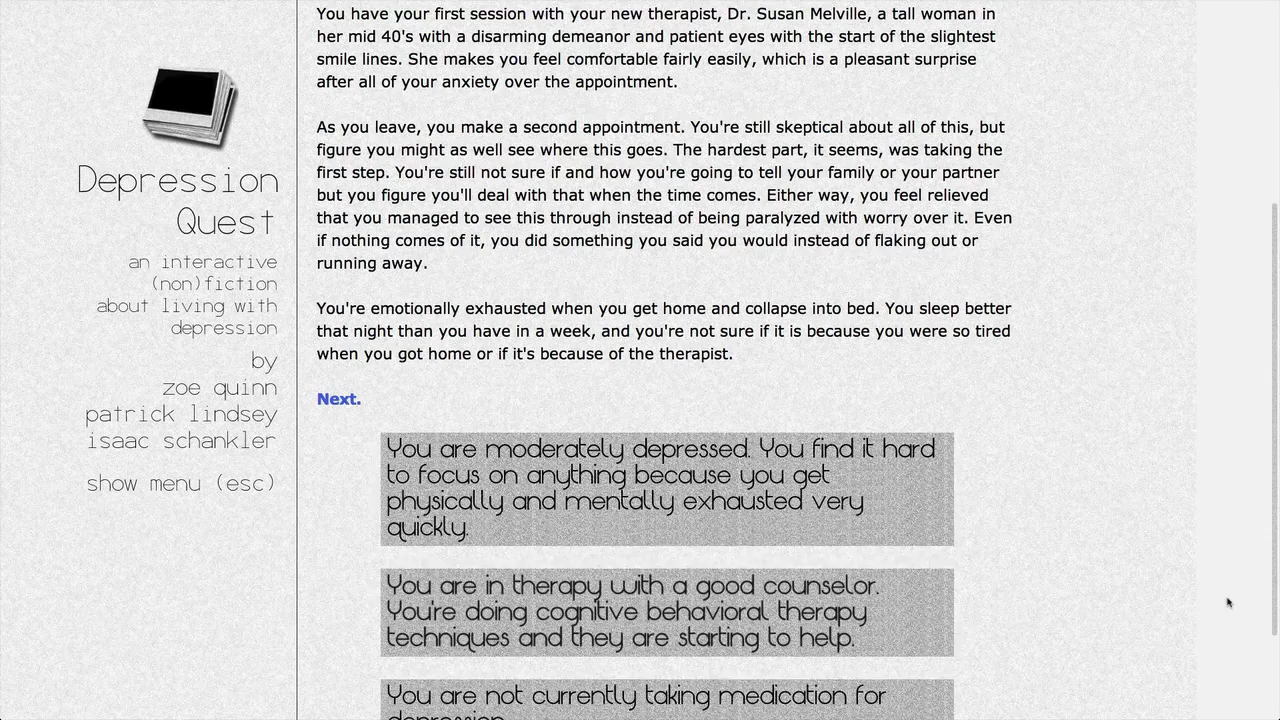 Depression
Quest
an interactive
(non)fiction
about living with
depression
by
zoe quinn
patrick lindsey
isaac schankler
show menu (esc)
You have your first session with your new therapist, Dr. Susan Melville, a tall woman in
her mid 40's with a disarming demeanor and patient eyes with the start of the slightest
smile lines. She makes you feel comfortable fairly easily, which is a pleasant surprise
after all of your anxiety over the appointment.
As you leave, you make a second appointment. You're still skeptical about all of this, but
figure you might as well see where this goes. The hardest part, it seems, was taking the
first step. You're still not sure if and how you're going to tell your family or your partner
but you figure you'll deal with that when the time comes. Either way, you feel relieved
that you managed to see this through instead of being paralyzed with worry over it. Even
if nothing comes of it, you did something you said you would instead of flaking out or
running away.
You're emotionally exhausted when you get home and collapse into bed. You sleep better
that night than you have in a week, and you're not sure if it is because you were so tired
when you got home or if it's because of the therapist.
Next.
You are moderately depressed. You find it hard
to focus on anything because you get
physically and mentally exhausted very
quickly.
You are in therapy with a good counselor.
You're doing cognitive behavioral therapy
techniques and they are starting to help.
You are not currently taking medication for
depression